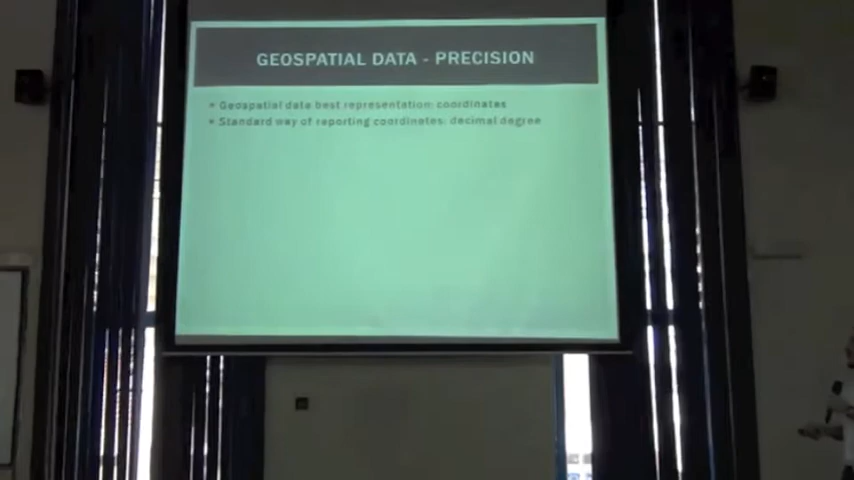 GEOSPATIAL DATA - PRECISION
• Geospatial data best representation: coordinates
• Standard way of reporting coordinates: decimal degree